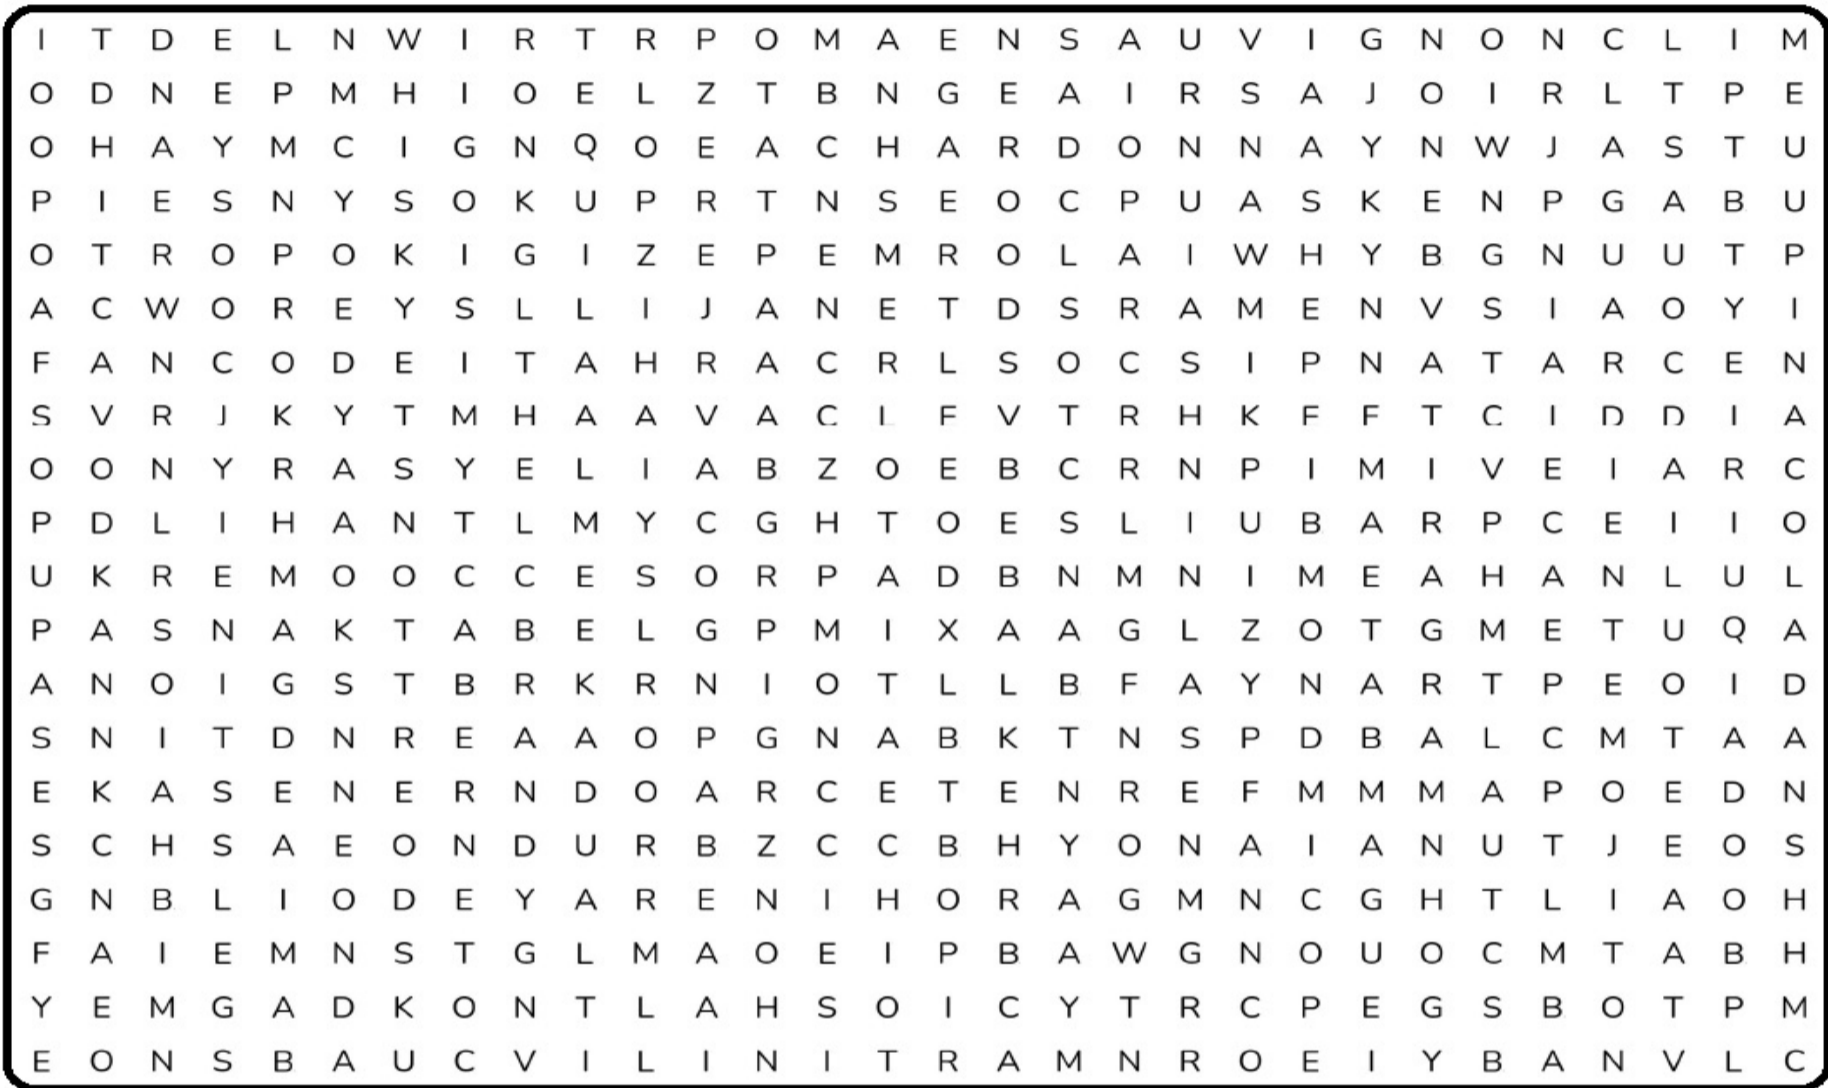 I T D E L N W I R T R P O M A E N S A U V I G N O N C L I M
O D N E P M H I O E L Z T B N G E A I R S A J O I R L T P E
O H A Y M C I G N Q O E A C H A R D O N N A Y N W J A S T U
P I E S N Y S O K U P R T N S E O C P U A S K E N P G A B U
O T R O P O K I G I Z E P E M R O L A I W H Y B G N U U T P
A C W O R E Y S L L I J A N E T D S R A M E N V S I A O Y I
F A N C O D E I T A H R A C R L S O C S I P N A T A R C E N
S V R J K Y T M H A A V A C L F V T R H K F F T C I D D I A
O O N Y R A S Y E L I A B Z O E B C R N P I M I V E I A R C
P D L I H A N T L M Y C G H T O E S L I U B A R P C E I I O
U K R E M O O C C E S O R P A D B N M N I M E A H A N L U L
P A S N A K T A B E L G P M I X A A G L Z O T G M E T U Q A
A N O I G S T B R K R N I O T L L B F A Y N A R T P E O I D
S N I T D N R E A A O P G N A B K T N S P D B A L C M T A A
E K A S E N E R N D O A R C E T E N R E F M M M A P O E D N
S C H S A E O N D U R B Z C C B H Y O N A I A N U T J E O S
G N B L I O D E Y A R E N I H O R A G M N C G H T L I A O H
F A I E M N S T G L M A O E I P B A W G N O U O C M T A B H
Y E M G A D K O N T L A H S O I C Y T R C P E G S B O T P M
E O N S B A U C V I L I N I T R A M N R O E I Y B A N V L C